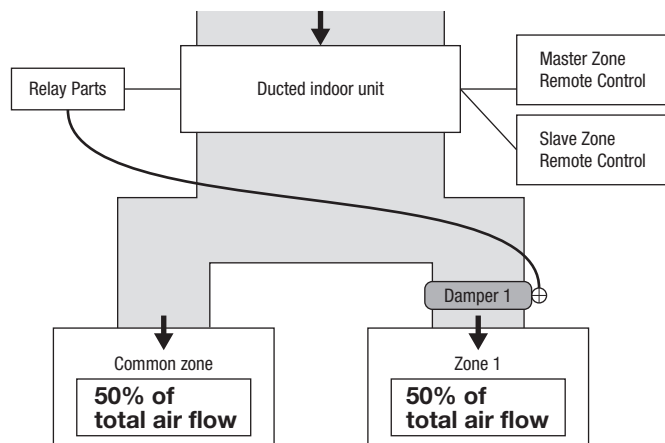 Relay Parts
Ducted indoor unit
Master Zone
Remote Control
Slave Zone
Remote Control
Damper 1
Common zone
50% of
total air flow
Zone 1
50% of
total air flow